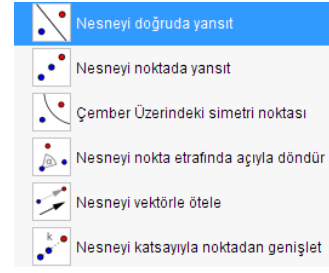 Nesneyi doğruda yansıt
Nesneyi noktada yansıt
Çember Üzerindeki simetri noktası
Nesneyi nokta etrafında açıyla döndür
Nesneyi vektörle ötele
Nesneyi katsayıyla noktadan genişlet